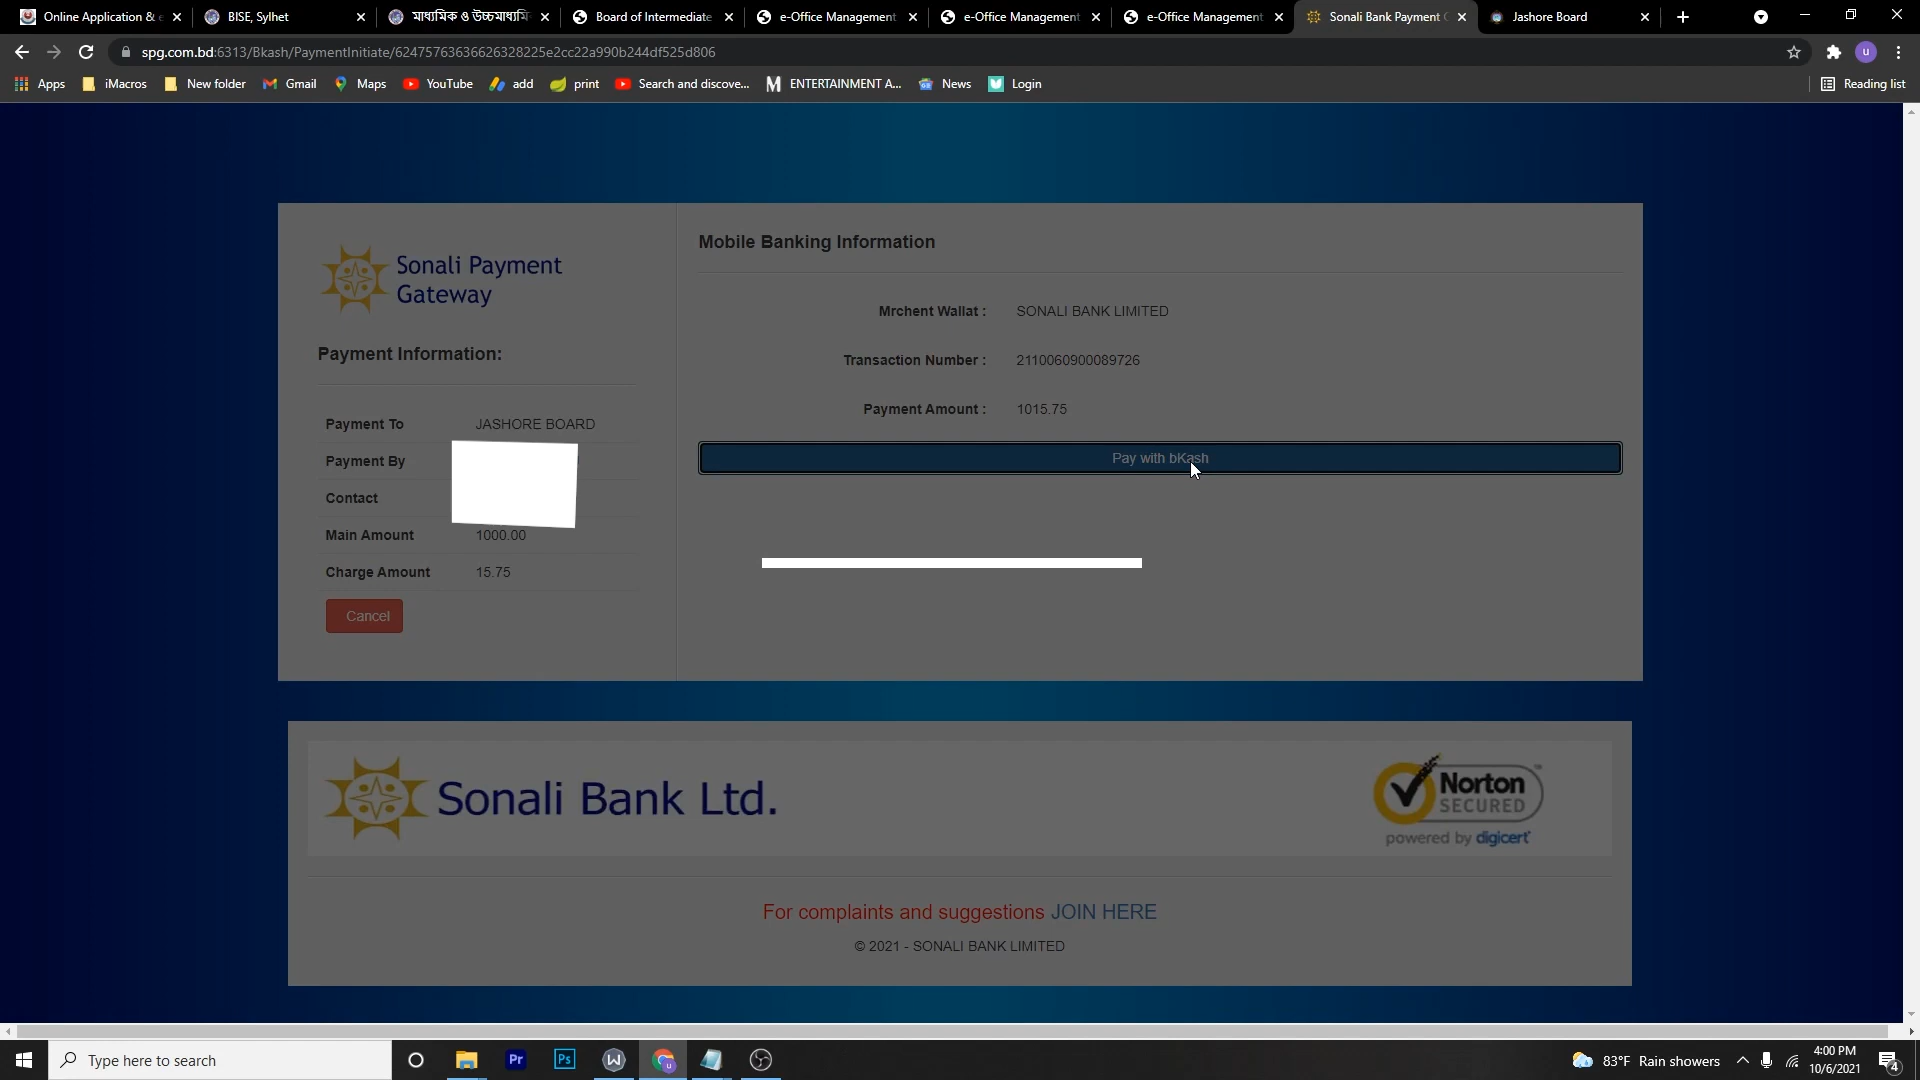 Online Application &
BISE, Sylhet
মাধ্যমিক ও উচ্চমাধ্যমি
Board of Intermediate
e-Office Management
e-Office Management
e-Office Management
Sonali Bank Payment
Jashore Board
spg.com.bd:6313/Bkash/PaymentInitiate/62475763636626328225e2cc22a990b244df525d806
u
Apps
iMacros
New folder
Gmail
Maps
YouTube
add
print
Search and discove...
ENTERTAINMENT A...
News
Login
Reading list
Sonali Payment
Gateway
Payment Information:
Payment To JASHORE BOARD
Payment By
Contact
Main Amount 1000.00
Charge Amount 15.75
Cancel
Mobile Banking Information
Mrchent Wallat : SONALI BANK LIMITED
Transaction Number : 2110060900089726
Payment Amount : 1015.75
Pay with bKash
Sonali Bank Ltd.
Norton
SECURED
powered by digicert
For complaints and suggestions JOIN HERE
© 2021 - SONALI BANK LIMITED
Type here to search
Pr
Ps
W
83°F Rain showers
4:00 PM
10/6/2021
4